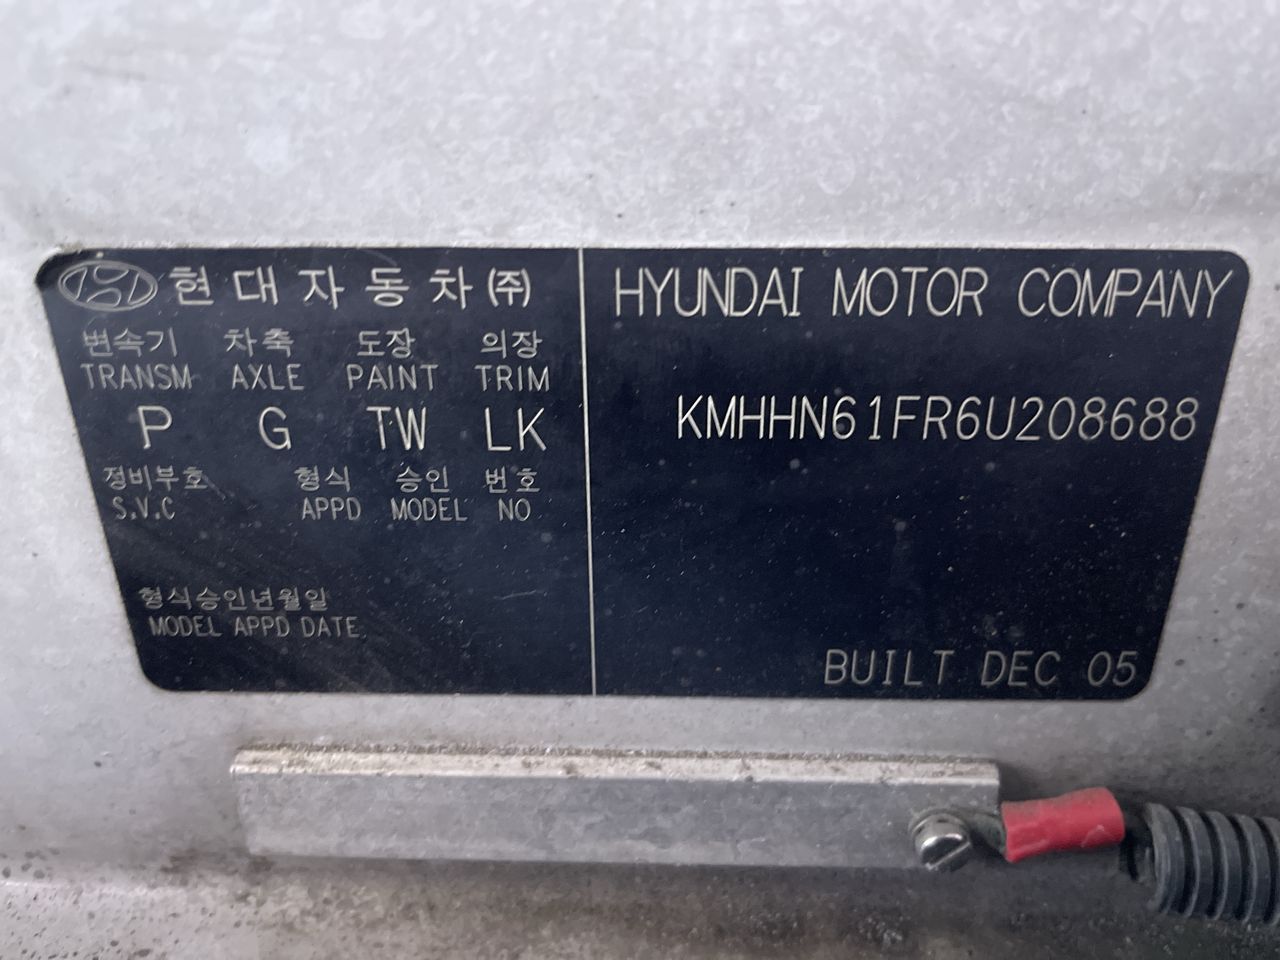 현대자동차(주)
변속기 차축 도장 의장
TRANSM AXLE PAINT TRIM
P G TW LK
정비부호 형식 승인 번호
S.V.C APPD MODEL NO
형식승인년월일
MODEL APPD DATE
HYUNDAI MOTOR COMPANY
KMHHN61FR6U208688
BUILT DEC 05